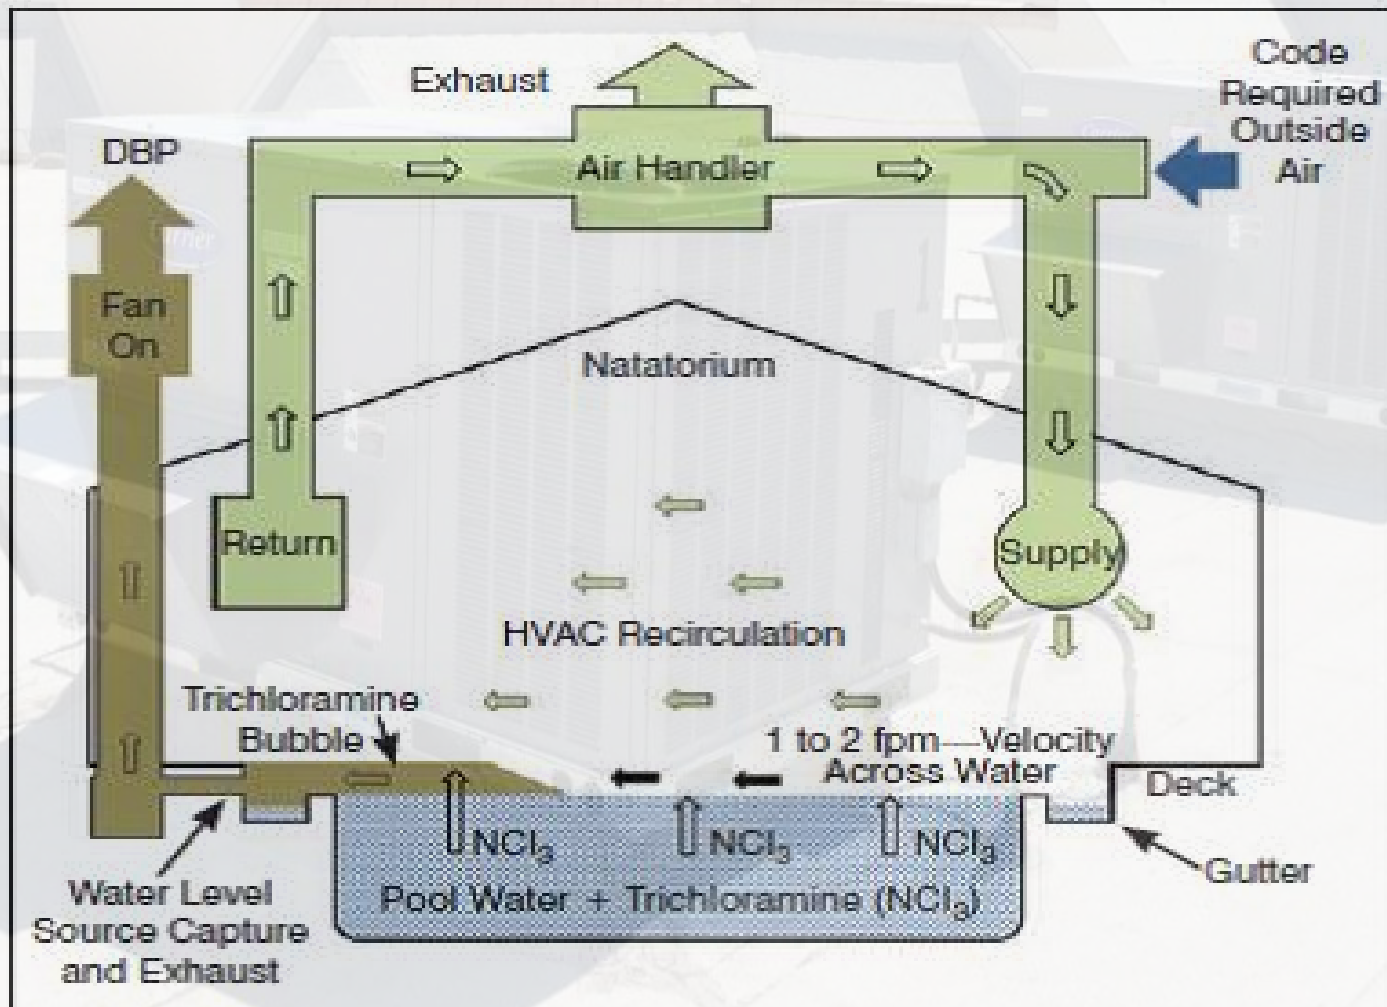 Exhaust
Code
Required
Outside
Air
DBP
Air Handler
Fan
On
Natatorium
Return
Supply
HVAC Recirculation
Trichloramine
Bubble
1 to 2 fpm—Velocity
Across Water
Deck
NCl₃
NCl₃
NCl₃
Gutter
Pool Water + Trichloramine (NCl₃)
Water Level
Source Capture
and Exhaust